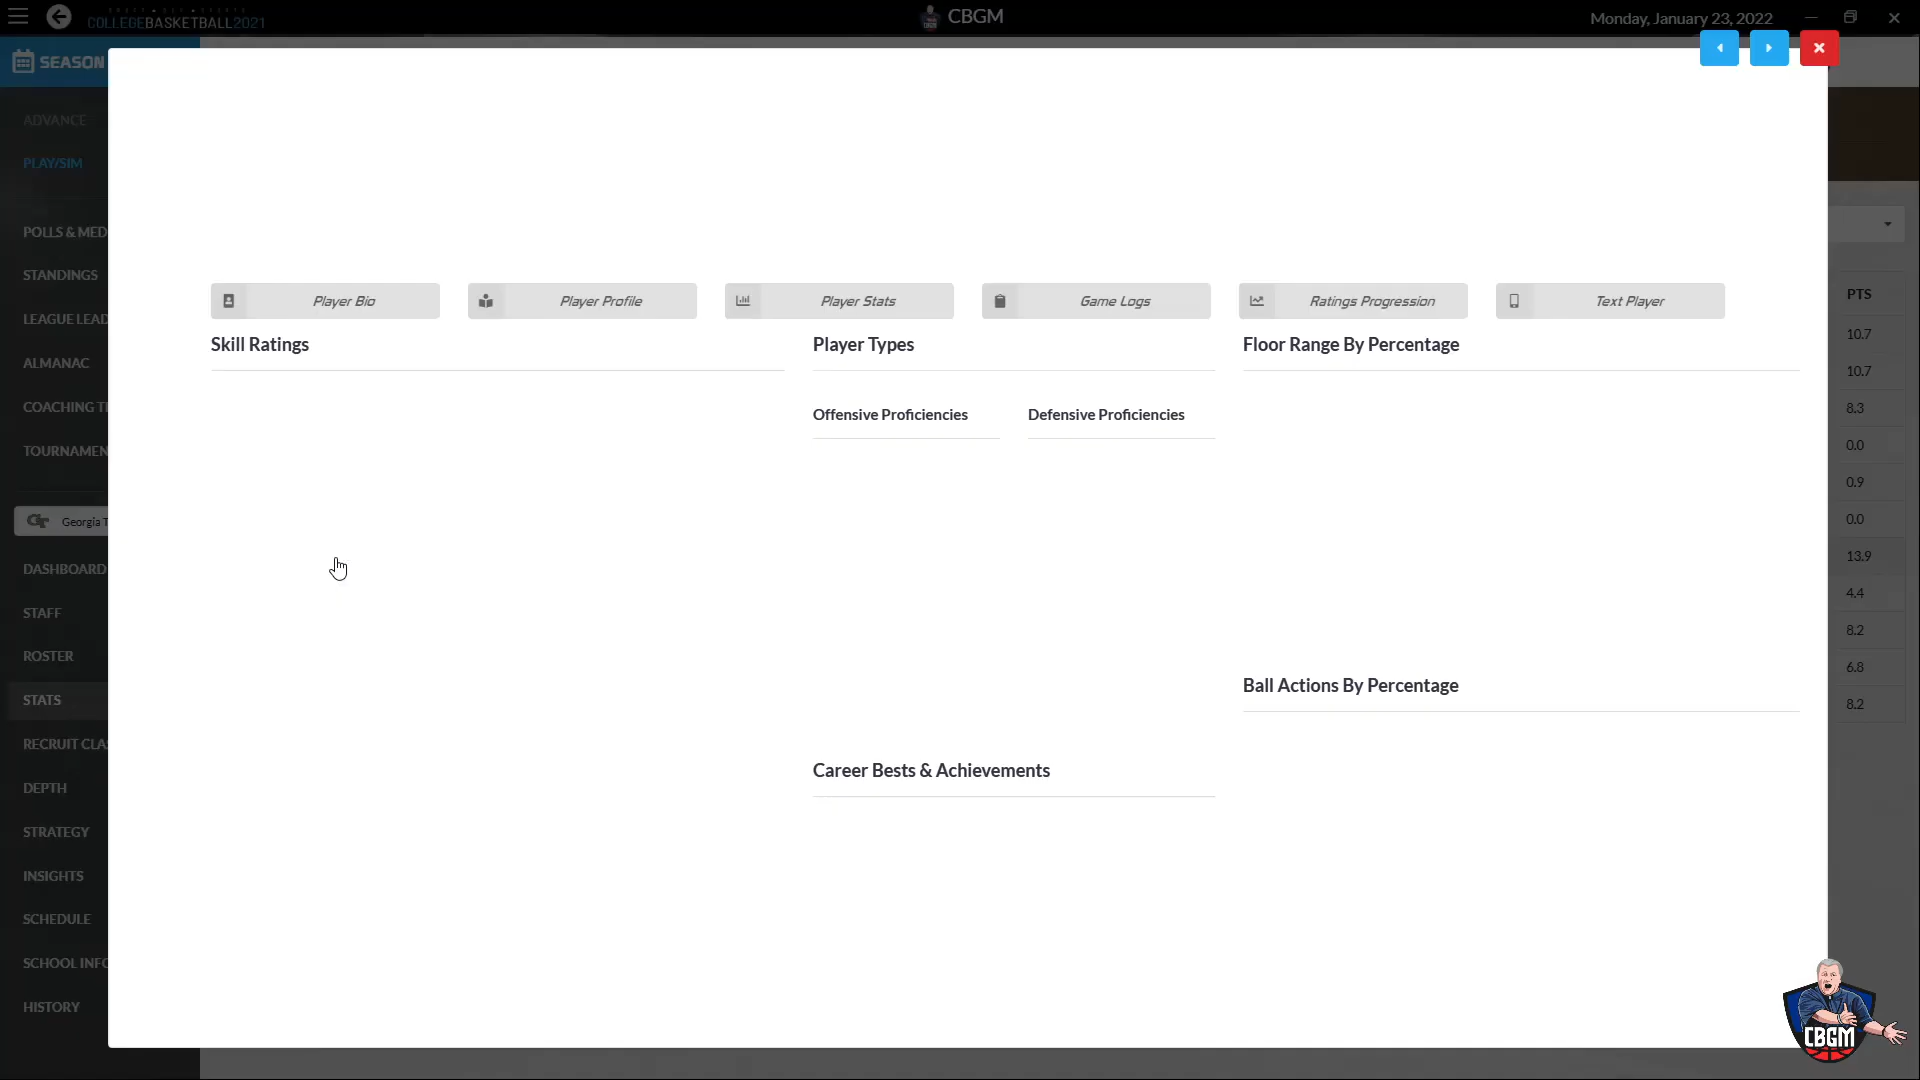 DRAFT DAY SPORTS
COLLEGEBASKETBALL2021
CBGM
Monday, January 23, 2022
SEASON
ADVANCE
PLAY/SIM
POLLS & MED
STANDINGS
LEAGUE LEAD
ALMANAC
COACHING T
TOURNAMEN
GT Georgia T
DASHBOARD
STAFF
ROSTER
STATS
RECRUIT CLA
DEPTH
STRATEGY
INSIGHTS
SCHEDULE
SCHOOL INFO
HISTORY
Player Bio
Player Profile
Player Stats
Game Logs
Ratings Progression
Text Player
Skill Ratings
Player Types
Offensive Proficiencies
Defensive Proficiencies
Career Bests & Achievements
Floor Range By Percentage
Ball Actions By Percentage
PTS
10.7
10.7
8.3
0.0
0.9
0.0
13.9
4.4
8.2
6.8
8.2
CBGM